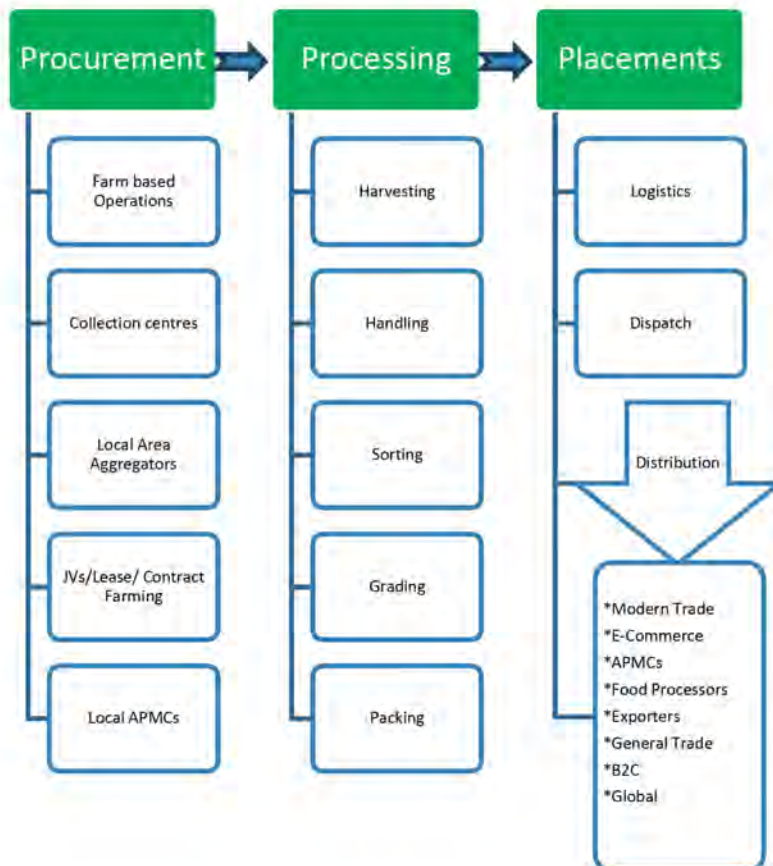 Procurement
Processing
Placements
Farm based
Operations
Collection centres
Local Area
Aggregators
JVs/Lease/ Contract
Farming
Local APMCs
Harvesting
Handling
Sorting
Grading
Packing
Logistics
Dispatch
Distribution
*Modern Trade
*E-Commerce
*APMCs
*Food Processors
*Exporters
*General Trade
*B2C
*Global